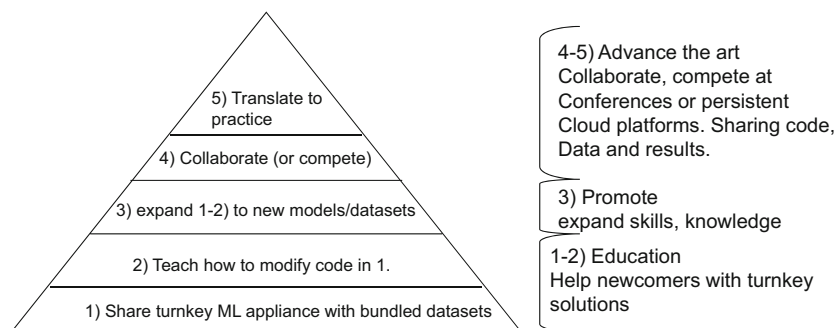 5) Translate to
practice
4) Collaborate (or compete)
3) expand 1-2) to new models/datasets
2) Teach how to modify code in 1.
1) Share turnkey ML appliance with bundled datasets
4-5) Advance the art
Collaborate, compete at
Conferences or persistent
Cloud platforms. Sharing code,
Data and results.
3) Promote
expand skills, knowledge
1-2) Education
Help newcomers with turnkey
solutions